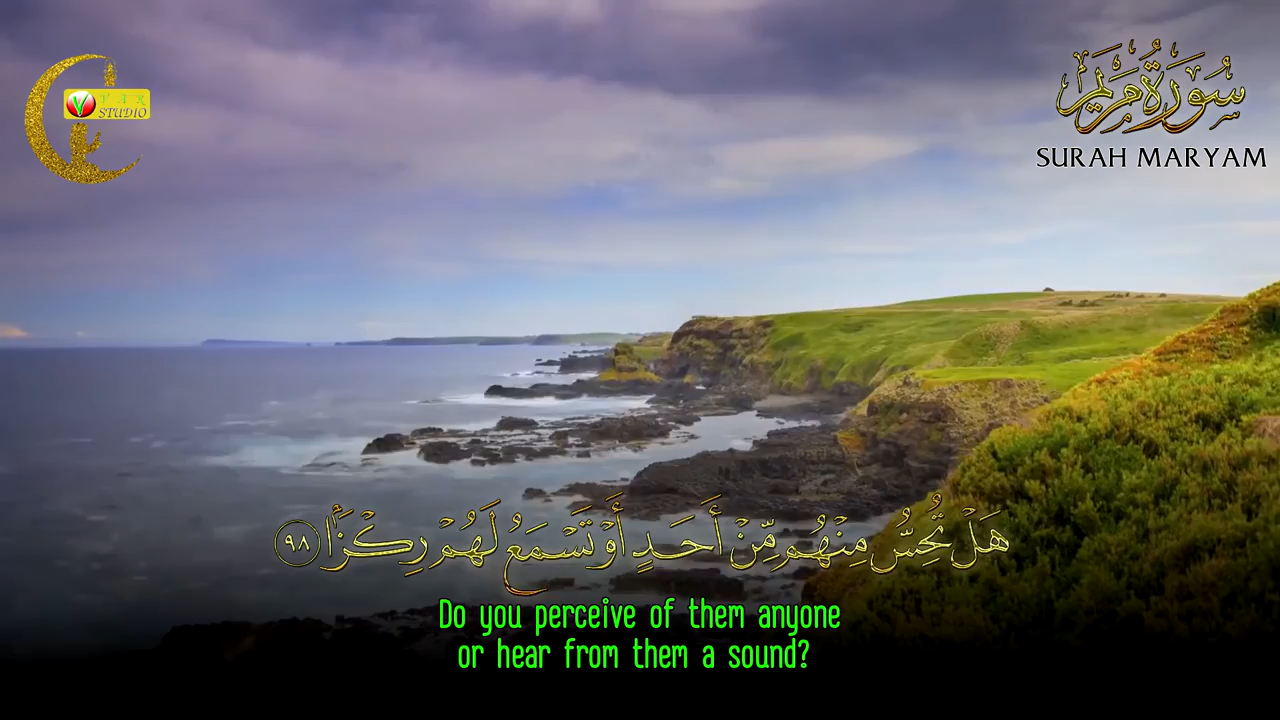 V A R
STUDIO
سُورَةُ مَرْيَم
SURAH MARYAM
هَلْ تُحِسُّ مِنْهُم مِّنْ أَحَدٍ أَوْ تَسْمَعُ لَهُمْ رِكْزًۢا ٩٨
Do you perceive of them anyone
or hear from them a sound?